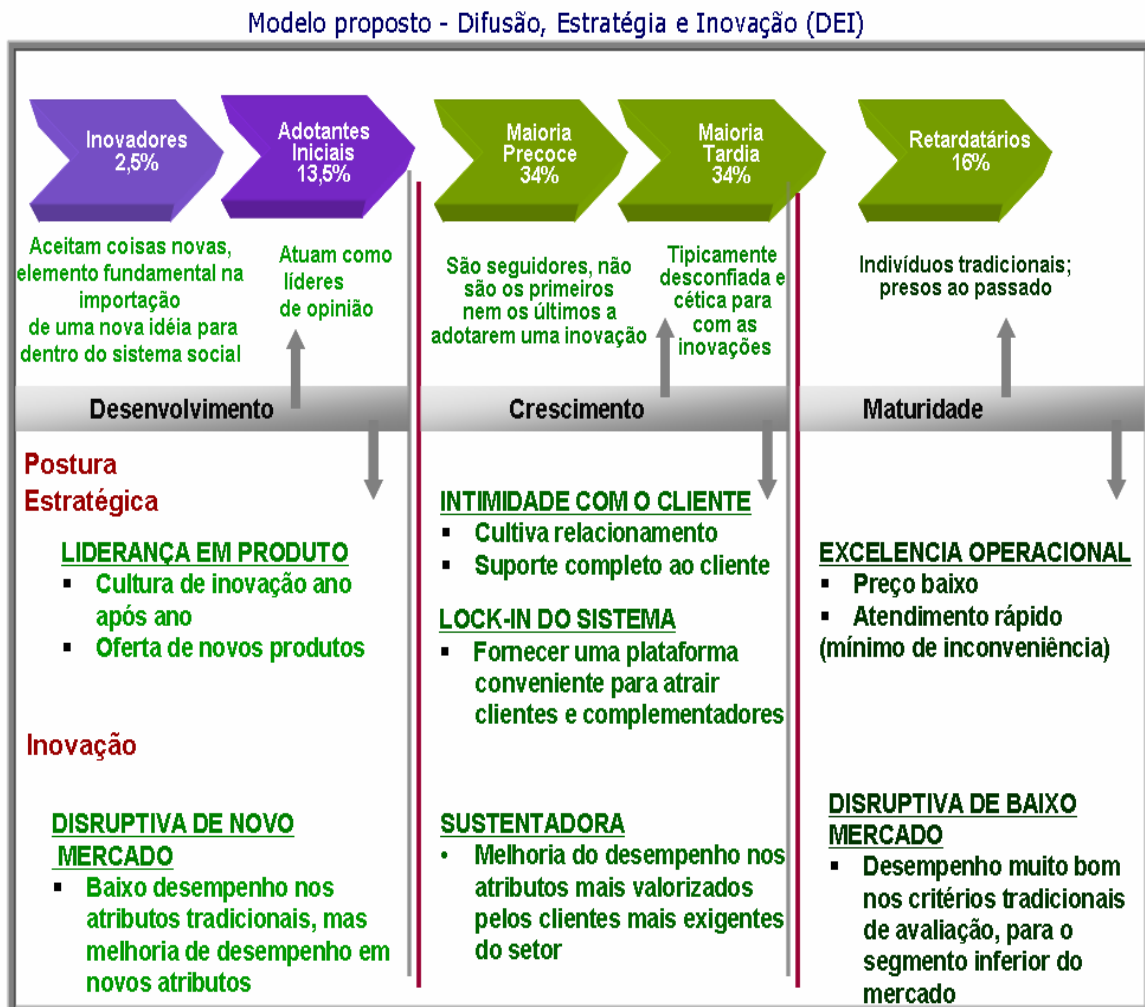 Modelo proposto - Difusão, Estratégia e Inovação (DEI)
Inovadores
2,5%
Adotantes
Iniciais
13,5%
Maioria
Precoce
34%
Maioria
Tardia
34%
Retardatários
16%
Aceitam coisas novas,
elemento fundamental na
importação
de uma nova idéia para
dentro do sistema social
Atuam como
líderes
de opinião
São seguidores, não
são os primeiros
nem os últimos a
adotarem uma inovação
Tipicamente
desconfiada e
cética para
com as
inovações
Indivíduos tradicionais;
presos ao passado
Desenvolvimento
Crescimento
Maturidade
Postura
Estratégica
LIDERANÇA EM PRODUTO
▪ Cultura de inovação ano
após ano
▪ Oferta de novos produtos
INTIMIDADE COM O CLIENTE
▪ Cultiva relacionamento
▪ Suporte completo ao cliente
LOCK-IN DO SISTEMA
▪ Fornecer uma plataforma
conveniente para atrair
clientes e complementadores
EXCELENCIA OPERACIONAL
▪ Preço baixo
▪ Atendimento rápido
(mínimo de inconveniência)
Inovação
DISRUPTIVA DE NOVO
MERCADO
▪ Baixo desempenho nos
atributos tradicionais, mas
melhoria de desempenho em
novos atributos
SUSTENTADORA
• Melhoria do desempenho nos
atributos mais valorizados
pelos clientes mais exigentes
do setor
DISRUPTIVA DE BAIXO
MERCADO
▪ Desempenho muito bom
nos critérios tradicionais
de avaliação, para o
segmento inferior do
mercado